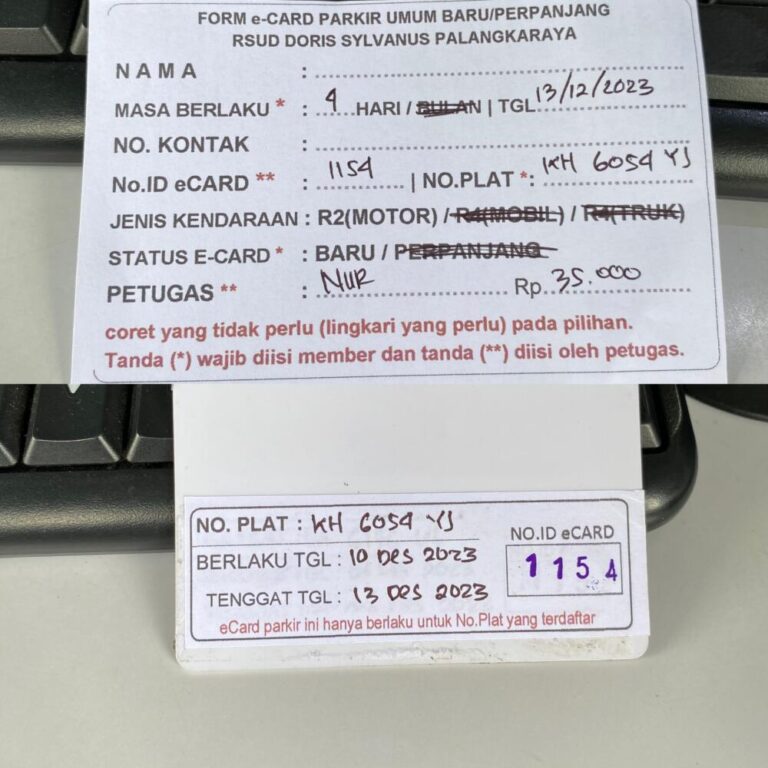 FORM e-CARD PARKIR UMUM BARU/PERPANJANG
RSUD DORIS SYLVANUS PALANGKARAYA
N A M A :
MASA BERLAKU * : 4 HARI / BULAN | TGL 13/12/2023
NO. KONTAK :
No.ID eCARD ** : 1154 | NO.PLAT *: KH 6054 YJ
JENIS KENDARAAN : R2(MOTOR) / R4(MOBIL) / R4(TRUK)
STATUS E-CARD * : BARU / PERPANJANG
PETUGAS ** : NUR Rp. 35.000
coret yang tidak perlu (lingkari yang perlu) pada pilihan.
Tanda (*) wajib diisi member dan tanda (**) diisi oleh petugas.
NO. PLAT : KH 6054 YJ
NO.ID eCARD
BERLAKU TGL : 10 DES 2023
1154
TENGGAT TGL : 13 DES 2023
eCard parkir ini hanya berlaku untuk No.Plat yang terdaftar